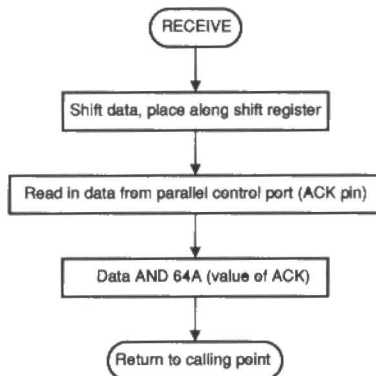 RECEIVE
Shift data, place along shift register
Read in data from parallel control port (ACK pin)
Data AND 64A (value of ACK)
Return to calling point